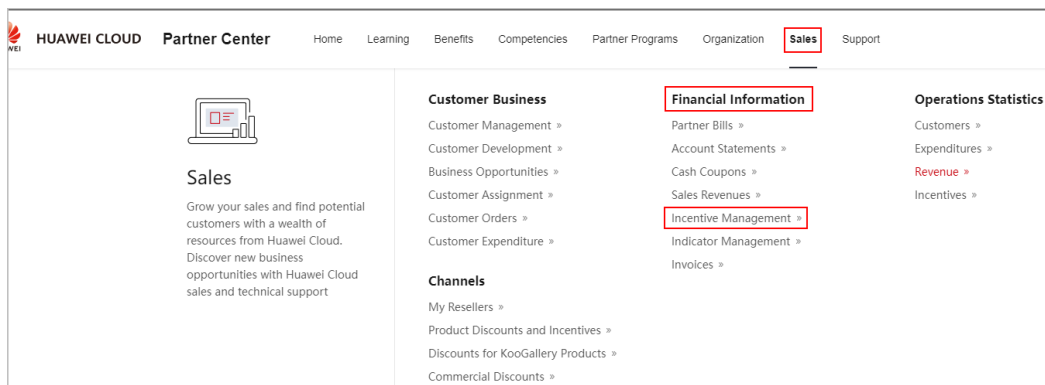 WEI
HUAWEI CLOUD Partner Center Home Learning Benefits Competencies Partner Programs Organization Sales Support
Sales
Grow your sales and find potential
customers with a wealth of
resources from Huawei Cloud.
Discover new business
opportunities with Huawei Cloud
sales and technical support
Customer Business
Customer Management »
Customer Development »
Business Opportunities »
Customer Assignment »
Customer Orders »
Customer Expenditure »
Channels
My Resellers »
Product Discounts and Incentives »
Discounts for KooGallery Products »
Commercial Discounts »
Financial Information
Partner Bills »
Account Statements »
Cash Coupons »
Sales Revenues »
Incentive Management »
Indicator Management »
Invoices »
Operations Statistics
Customers »
Expenditures »
Revenue »
Incentives »